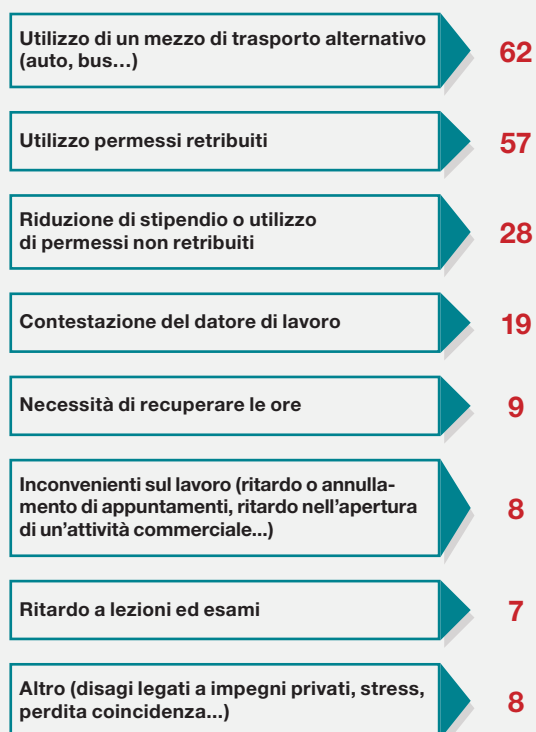 Utilizzo di un mezzo di trasporto alternativo
(auto, bus...)
62
Utilizzo permessi retribuiti
57
Riduzione di stipendio o utilizzo
di permessi non retribuiti
28
Contestazione del datore di lavoro
19
Necessità di recuperare le ore
9
Inconvenienti sul lavoro (ritardo o annulla-
mento di appuntamenti, ritardo nell'apertura
di un'attività commerciale...)
8
Ritardo a lezioni ed esami
7
Altro (disagi legati a impegni privati, stress,
perdita coincidenza...)
8